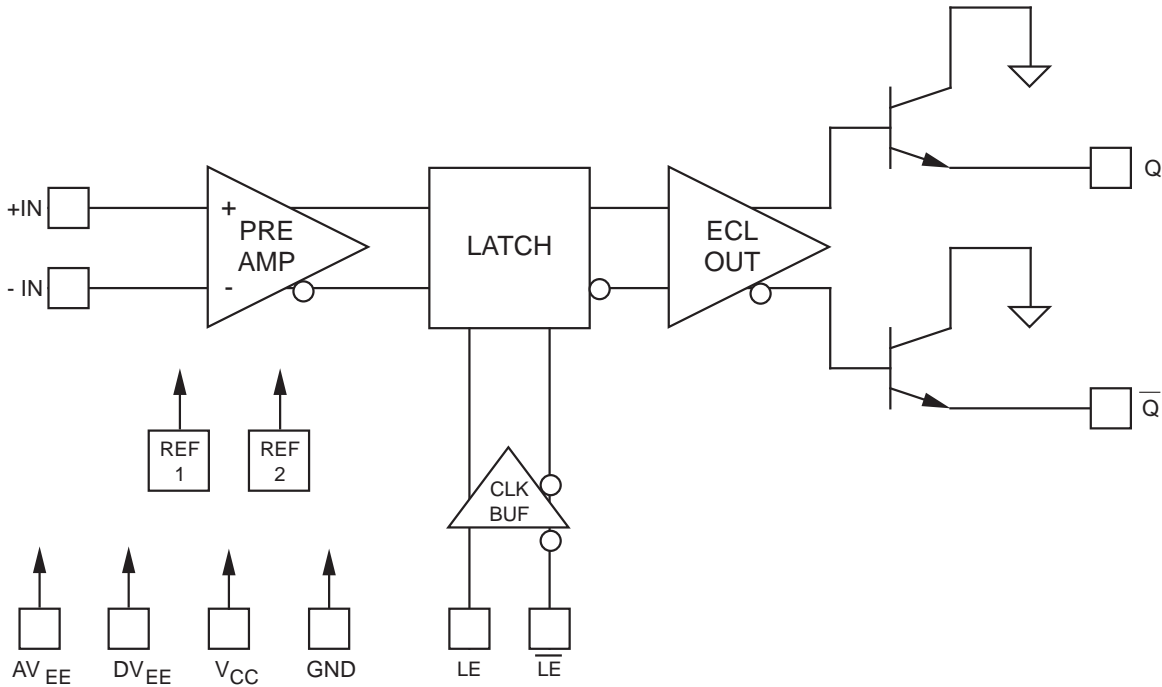 Q
+IN
+
PRE
AMP
LATCH
ECL
OUT
- IN
-
Q̅
REF
1
REF
2
CLK
BUF
AV EE
DV EE
V CC
GND
LE
L̅E̅